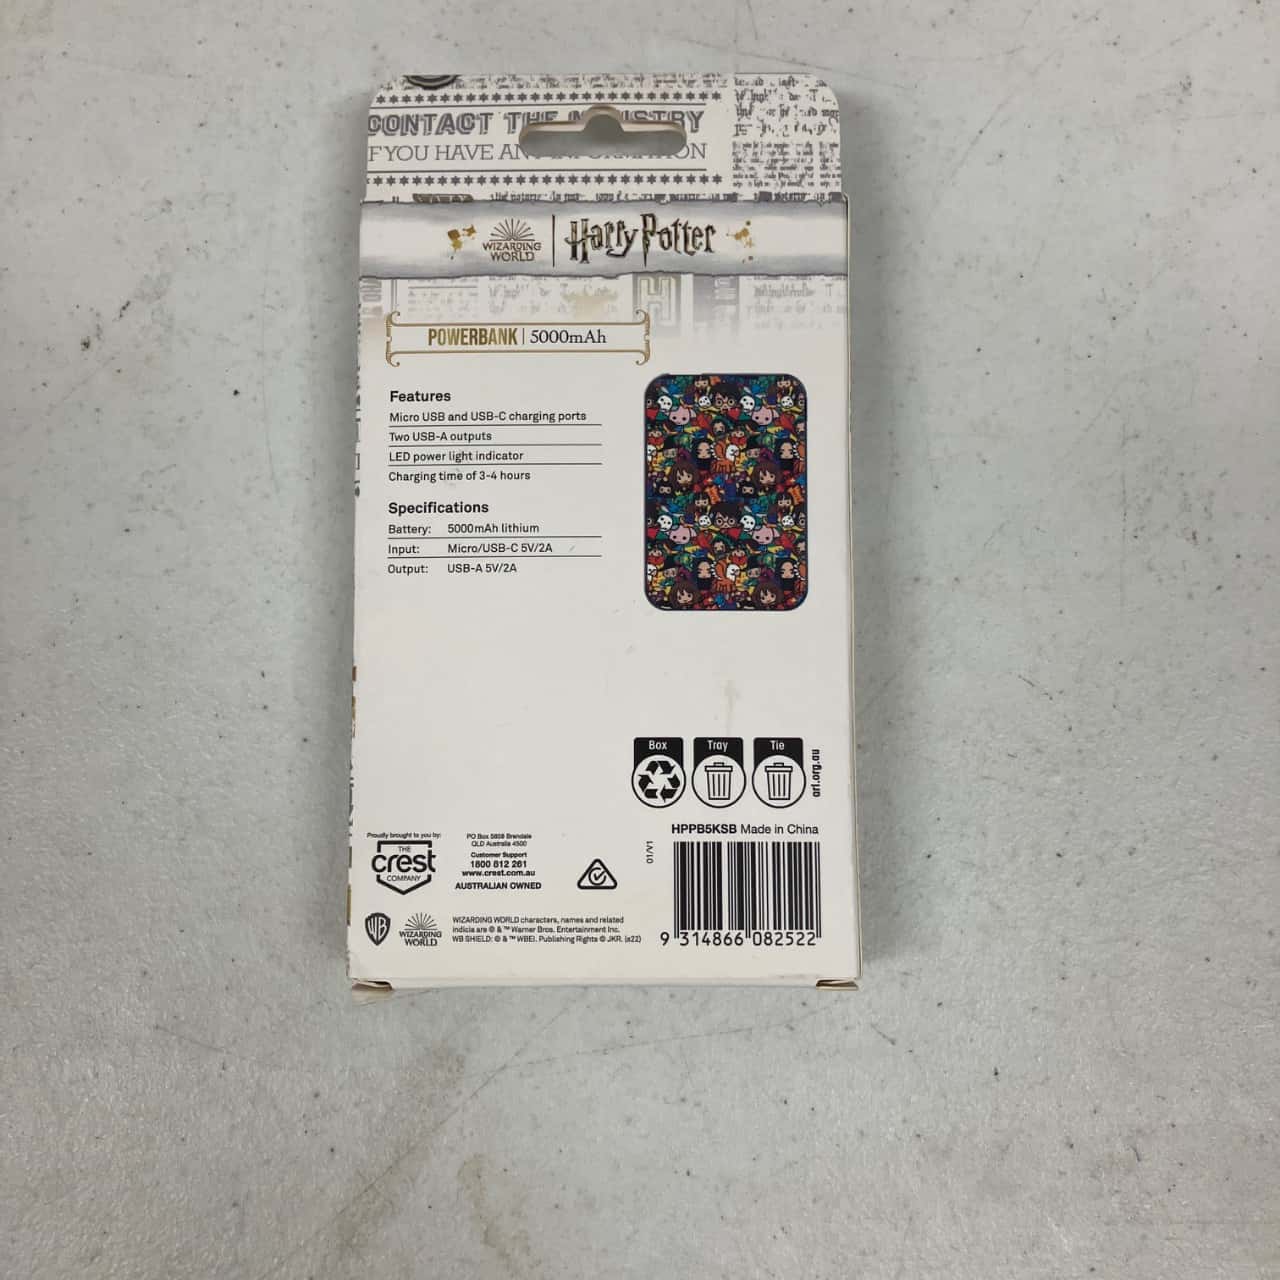 CONTACT THE MINISTRY
IF YOU HAVE ANY INFORMATION
WIZARDING
WORLD
Harry Potter
POWERBANK | 5000mAh
Features
Micro USB and USB-C charging ports
Two USB-A outputs
LED power light indicator
Charging time of 3-4 hours
Specifications
Battery: 5000mAh lithium
Input: Micro/USB-C 5V/2A
Output: USB-A 5V/2A
Box
Tray
Tie
arl.org.au
Proudly brought to you by:
THE
crest
COMPANY
PO Box 5808 Brendale
QLD Australia 4500
Customer Support
1800 812 261
www.crest.com.au
AUSTRALIAN OWNED
01/V1
HPPB5KSB Made in China
9 314866 082522
WB
WIZARDING
WORLD
WIZARDING WORLD characters, names and related
indicia are © & ™ Warner Bros. Entertainment Inc.
WB SHIELD: © & ™ WBEI. Publishing Rights © JKR. (s22)